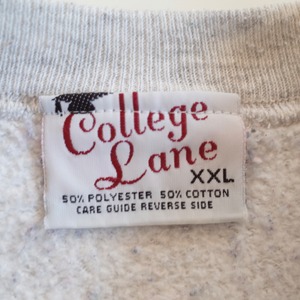 College
Lane
XXL
50% POLYESTER 50% COTTON
CARE GUIDE REVERSE SIDE